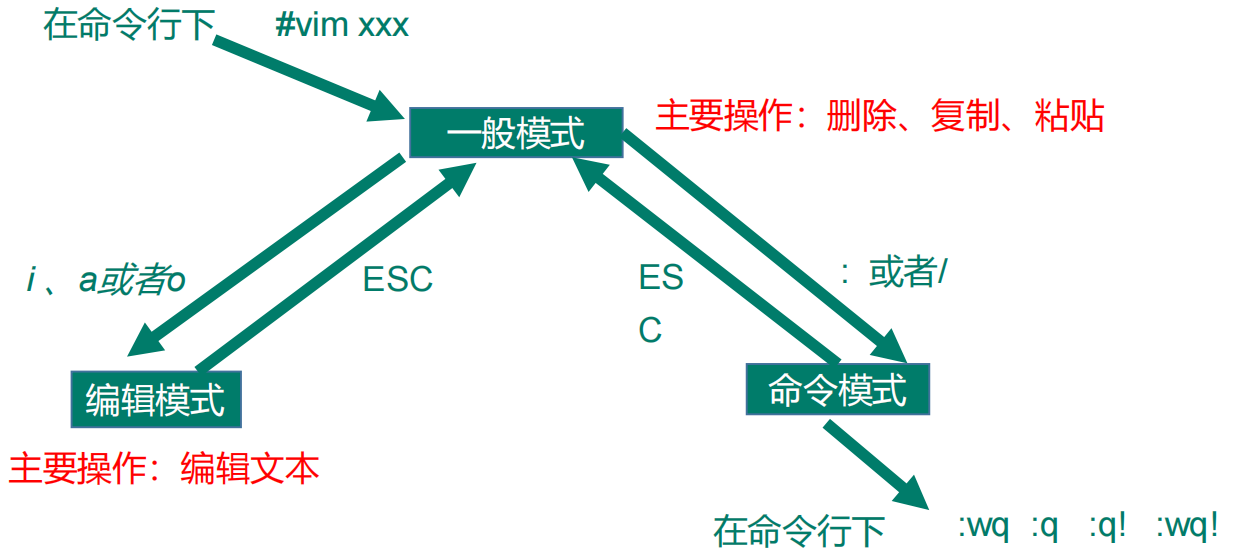 在命令行下 #vim xxx
主要操作：删除、复制、粘贴
一般模式
i 、a或者o
ESC
ES
C
: 或者/
编辑模式
命令模式
主要操作：编辑文本
在命令行下 :wq :q :q! :wq!